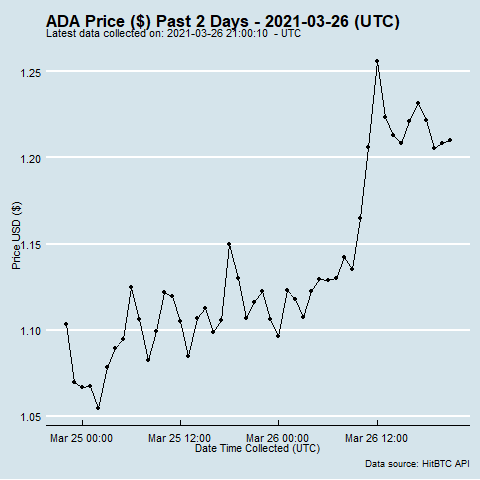 ADA Price ($) Past 2 Days - 2021-03-26 (UTC)
Latest data collected on: 2021-03-26 21:00:10  - UTC
1.25
1.20
1.15
1.10
1.05
Price USD ($)
Mar 25 00:00
Mar 25 12:00
Mar 26 00:00
Mar 26 12:00
Date Time Collected (UTC)
Data source: HitBTC API